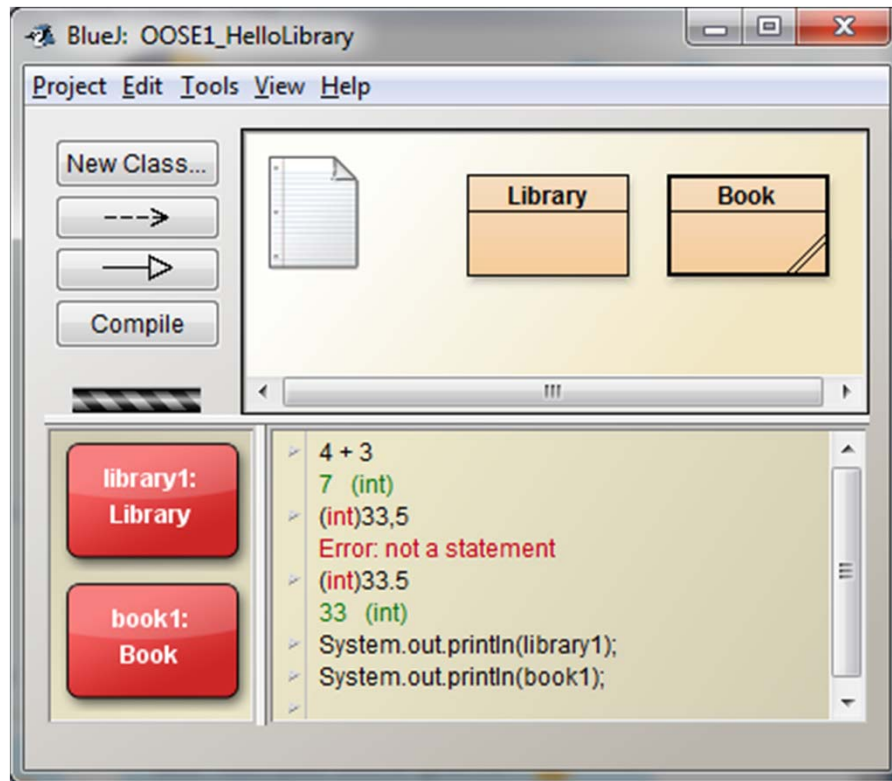 BlueJ: OOSE1_HelloLibrary
Project Edit Tools View Help
New Class...
Compile
Library
Book
library1:
Library
book1:
Book
4 + 3
7 (int)
(int)33,5
Error: not a statement
(int)33.5
33 (int)
System.out.println(library1);
System.out.println(book1);